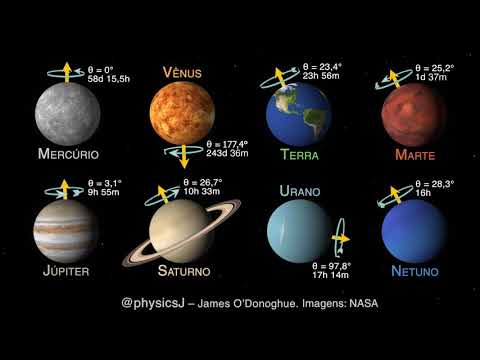 θ = 0°
58d 15,5h
MERCÚRIO
VÊNUS
θ = 177,4º
243d 36m
θ = 23,4°
23h 56m
TERRA
θ = 25,2°
1d 37m
MARTE
θ = 3,1°
9h 55m
JÚPITER
θ = 26,7°
10h 33m
SATURNO
URANO
θ = 97,8°
17h 14m
θ = 28,3°
16h
NETUNO
@physicsJ – James O'Donoghue. Imagens: NASA